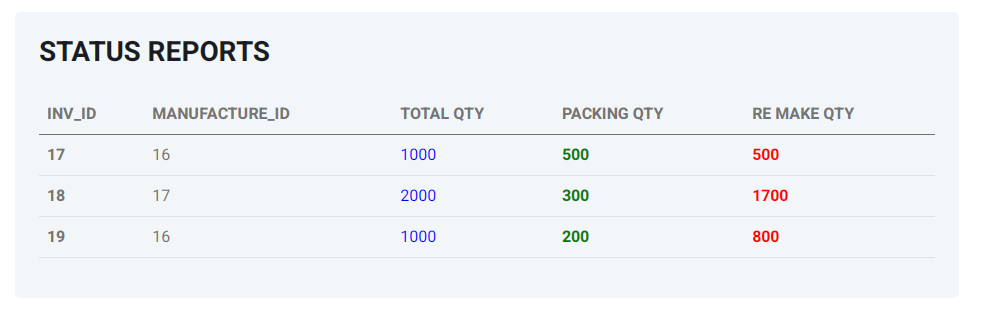 STATUS REPORTS
INV_ID MANUFACTURE_ID TOTAL QTY PACKING QTY RE MAKE QTY
17 16 1000 500 500
18 17 2000 300 1700
19 16 1000 200 800